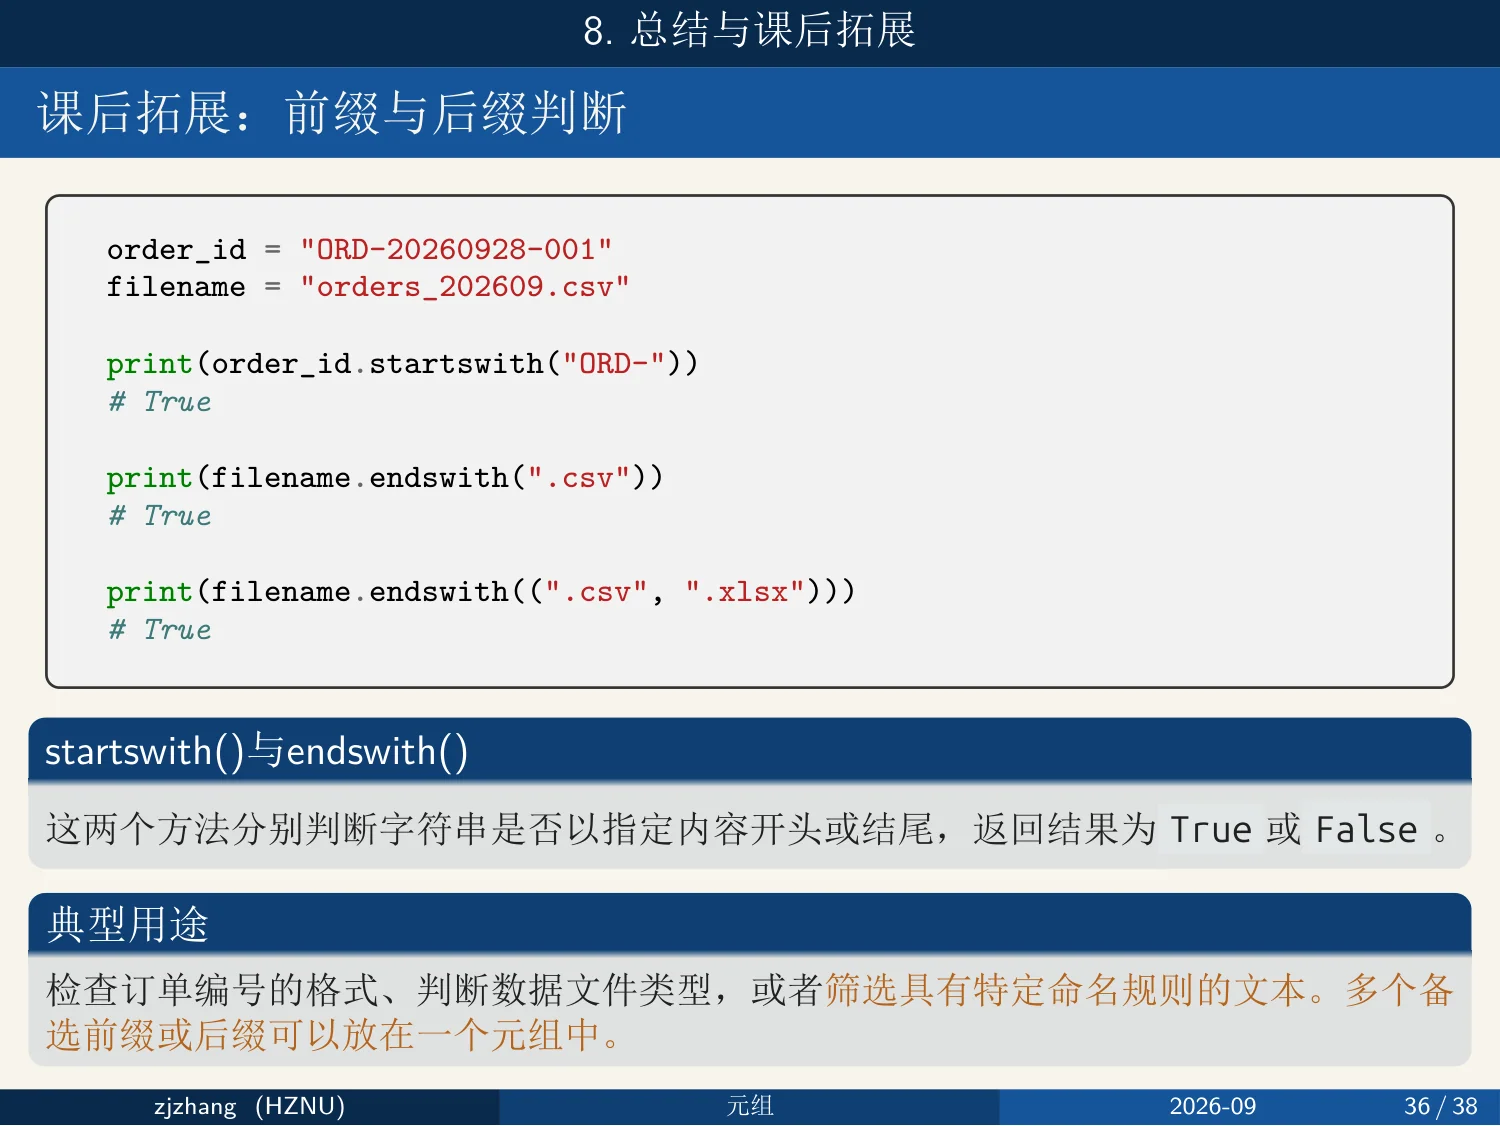 8. 总结与课后拓展
课后拓展：前缀与后缀判断
order_id = "ORD-20260928-001"
filename = "orders_202609.csv"
print(order_id.startswith("ORD-"))
# True
print(filename.endswith(".csv"))
# True
print(filename.endswith((".csv", ".xlsx")))
# True
startswith()与endswith()
这两个方法分别判断字符串是否以指定内容开头或结尾，返回结果为 True 或 False 。
典型用途
检查订单编号的格式、判断数据文件类型，或者筛选具有特定命名规则的文本。多个备
选前缀或后缀可以放在一个元组中。
zjzhang (HZNU) 元组 2026-09 36 / 38